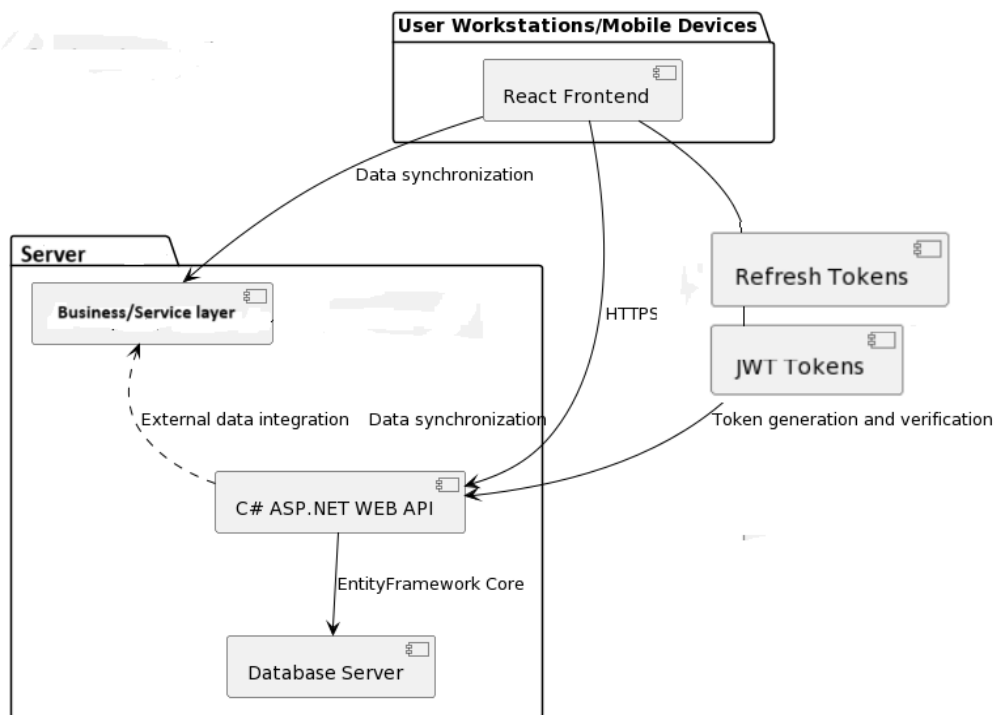 User Workstations/Mobile Devices
React Frontend
Data synchronization
Server
Refresh Tokens
Business/Service layer
HTTPS
JWT Tokens
External data integration
Data synchronization
Token generation and verification
C# ASP.NET WEB API
EntityFramework Core
Database Server